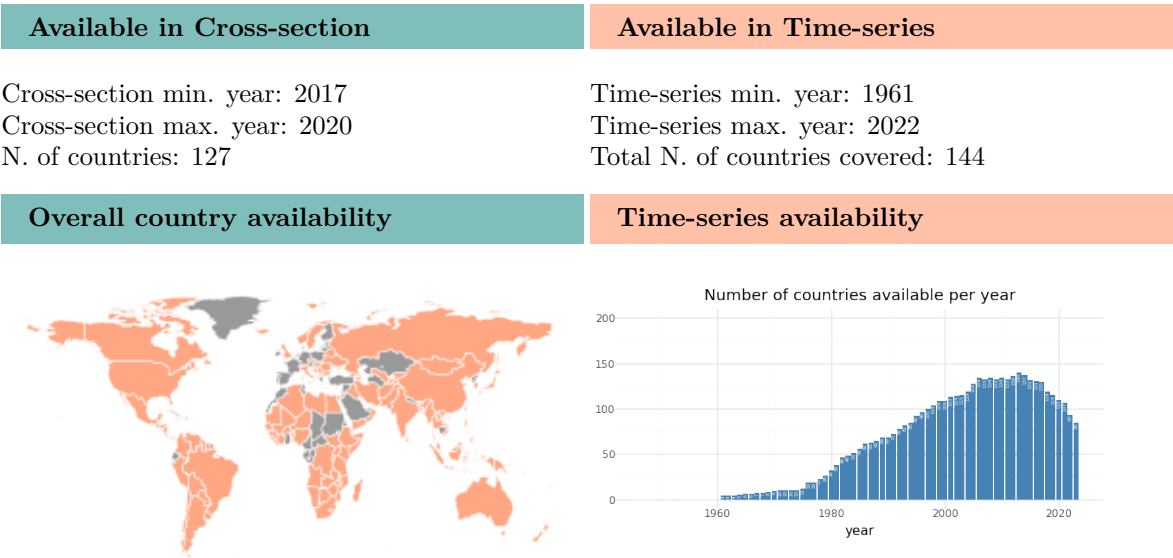 Available in Cross-section
Available in Time-series
Cross-section min. year: 2017
Cross-section max. year: 2020
N. of countries: 127
Time-series min. year: 1961
Time-series max. year: 2022
Total N. of countries covered: 144
Overall country availability
Time-series availability
Number of countries available per year
200
150
100
50
0
1960
1980
2000
2020
year